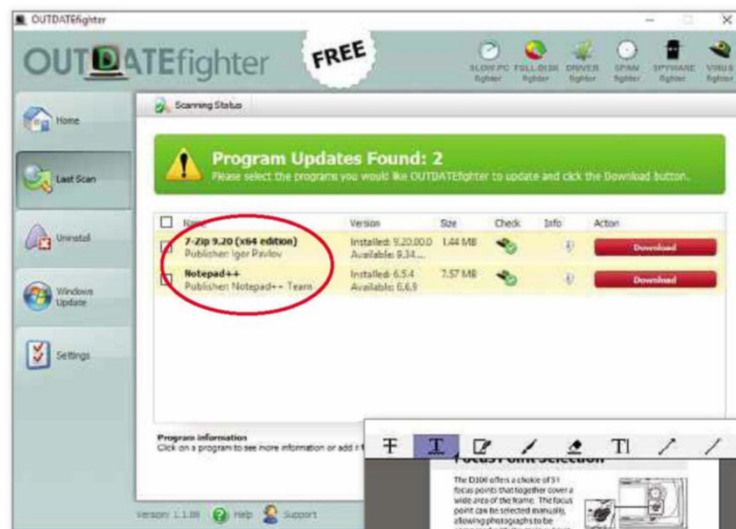 OUTDATEfighter
OUTDATEfighter
FREE
SLOW-PC fighter
FULL-DISK fighter
DRIVER fighter
SPAM fighter
SPYWARE fighter
VIRUS fighter
Scanning Status
Home
Last Scan
Uninstall
Windows Update
Settings
Program Updates Found: 2
Please select the programs you would like OUTDATEfighter to update and click the Download button.
Name Version Size Check Info Action
7-Zip 9.20 (x64 edition) Installed: 9.20.00.0 1.44 MB Download
Publisher: Igor Pavlov Available: 9.34....
Notepad++ Installed: 6.5.4 7.57 MB Download
Publisher: Notepad++ Team Available: 6.6.9
Program information
Click on a program to see more information or add
Version: 1.1.88 Help Support
T T TI
Focus Point Selection
The D300 offers a choice of 51
focus points that together cover a
wide area of the frame. The focus
point can be selected manually,
allowing photographs to be